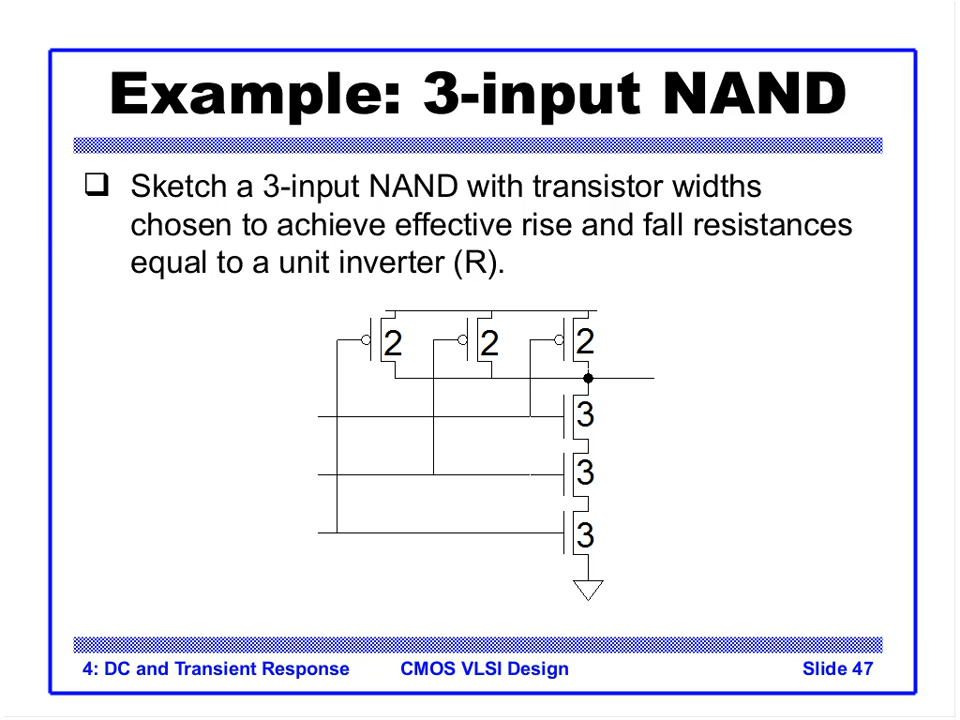 Example: 3-input NAND
Sketch a 3-input NAND with transistor widths
chosen to achieve effective rise and fall resistances
equal to a unit inverter (R).
2 2 2
3
3
3
4: DC and Transient Response CMOS VLSI Design Slide 47